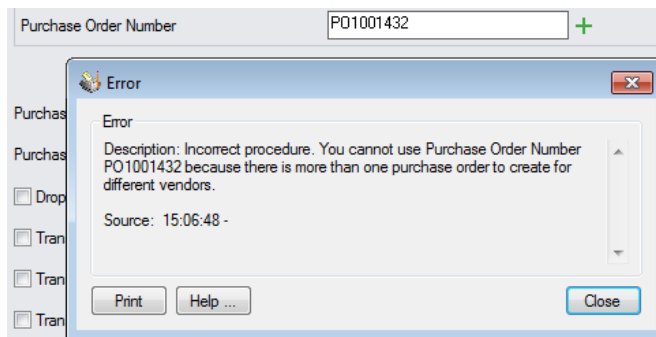 Purchase Order Number
PO1001432
Error
Purchas
Error
Description: Incorrect procedure. You cannot use Purchase Order Number
PO1001432 because there is more than one purchase order to create for
different vendors.
Purchas
Drop
Source: 15:06:48 -
Tran
Tran
Print
Help ...
Close
Tran